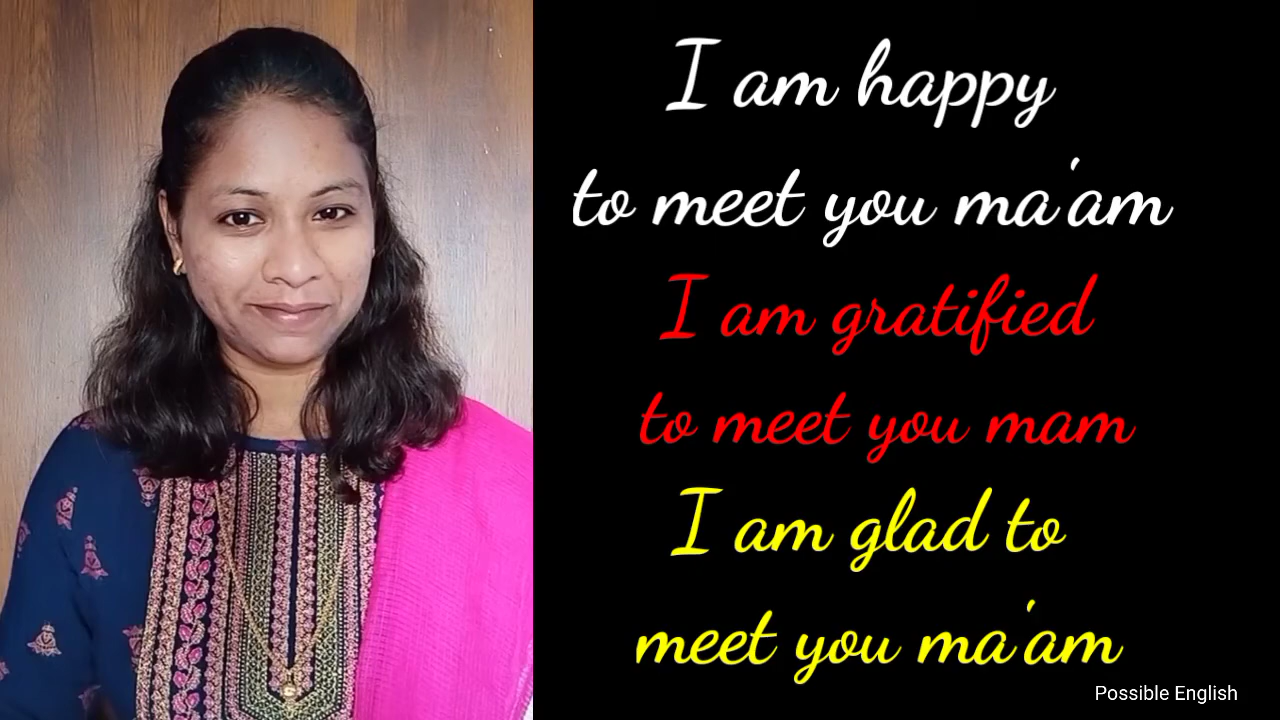 I am happy
to meet you ma'am
I am gratified
to meet you mam
I am glad to
meet you ma'am
Possible English